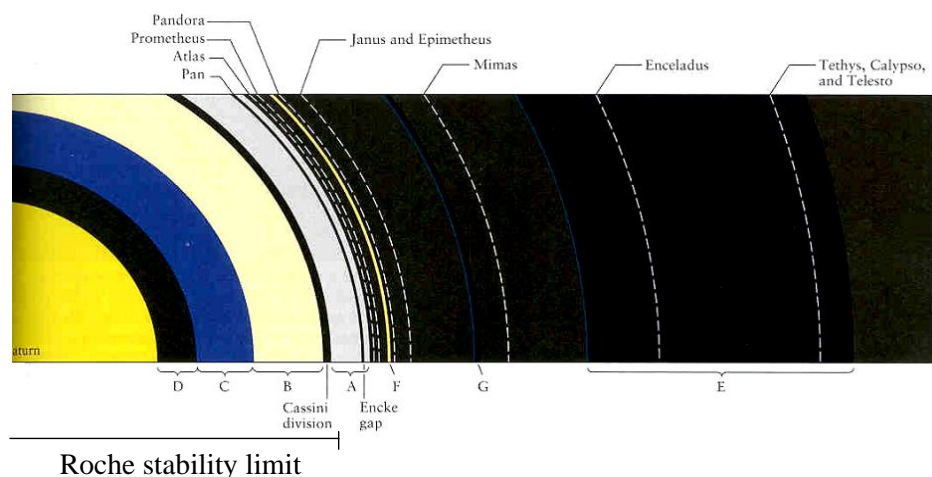 Pandora
Prometheus
Atlas
Pan
Janus and Epimetheus
Mimas
Enceladus
Tethys, Calypso,
and Telesto
aturn
D
C
B
A
F
G
E
Cassini
division
Encke
gap
Roche stability limit